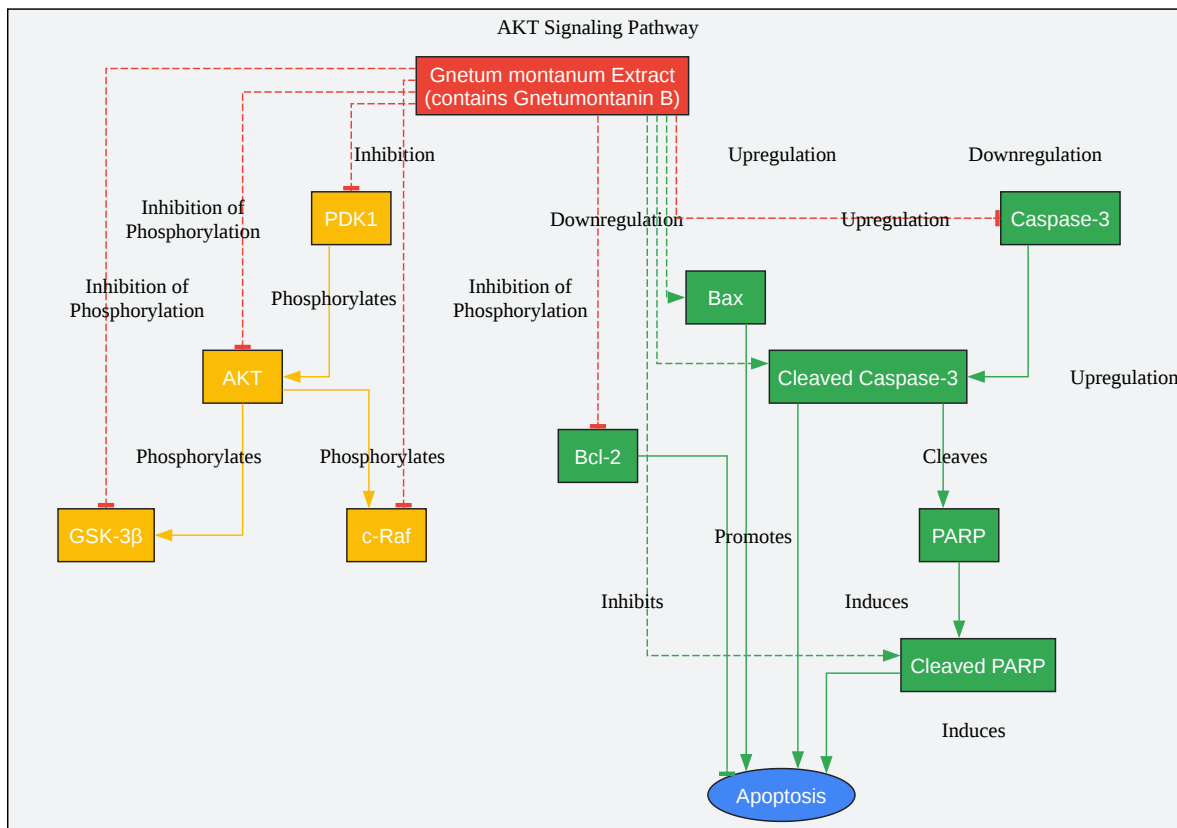 AKT Signaling Pathway
Gnetum montanum Extract
(contains Gnetumontanin B)
Inhibition
Upregulation
Downregulation
Inhibition of
Phosphorylation
PDK1
Downregulation
Upregulation
Caspase-3
Inhibition of
Phosphorylation
Phosphorylates
Inhibition of
Phosphorylation
Bax
AKT
Cleaved Caspase-3
Upregulation
Phosphorylates
Phosphorylates
Bcl-2
Cleaves
GSK-3β
c-Raf
Promotes
PARP
Inhibits
Induces
Cleaved PARP
Induces
Apoptosis